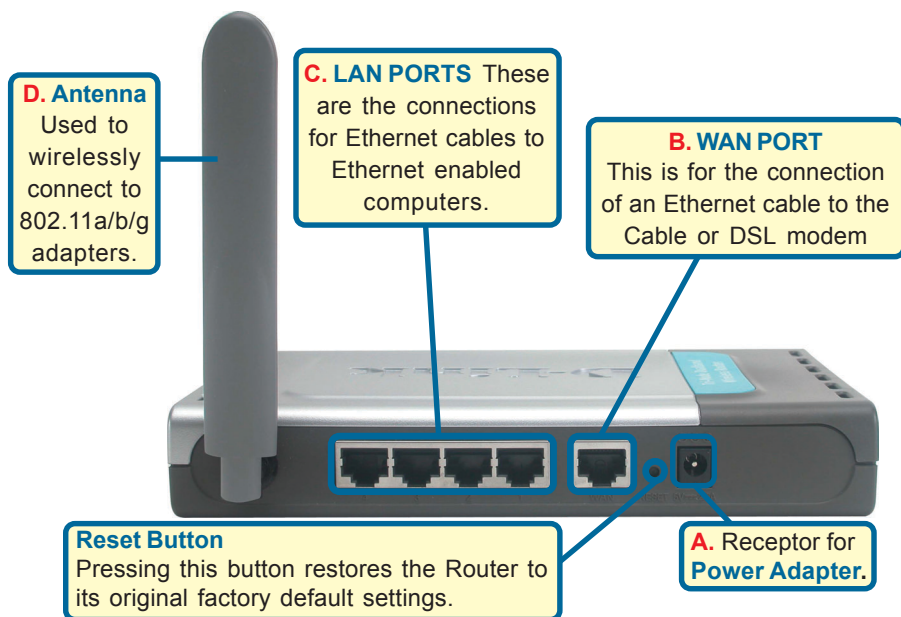 D. Antenna
Used to
wirelessly
connect to
802.11a/b/g
adapters.
C. LAN PORTS These
are the connections
for Ethernet cables to
Ethernet enabled
computers.
B. WAN PORT
This is for the connection
of an Ethernet cable to the
Cable or DSL modem
Reset Button
Pressing this button restores the Router to
its original factory default settings.
A. Receptor for
Power Adapter.